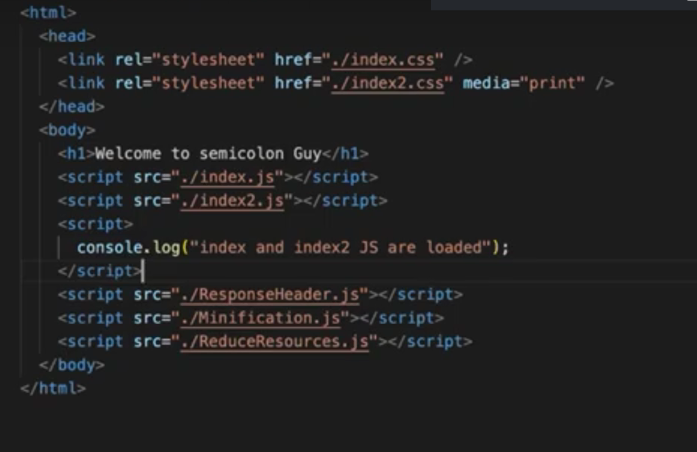 <html>
<head>
<link rel="stylesheet" href="./index.css" />
<link rel="stylesheet" href="./index2.css" media="print" />
</head>
<body>
<h1>Welcome to semicolon Guy</h1>
<script src="./index.js"></script>
<script src="./index2.js"></script>
<script>
console.log("index and index2 JS are loaded");
</script>
<script src="./ResponseHeader.js"></script>
<script src="./Minification.js"></script>
<script src="./ReduceResources.js"></script>
</body>
</html>